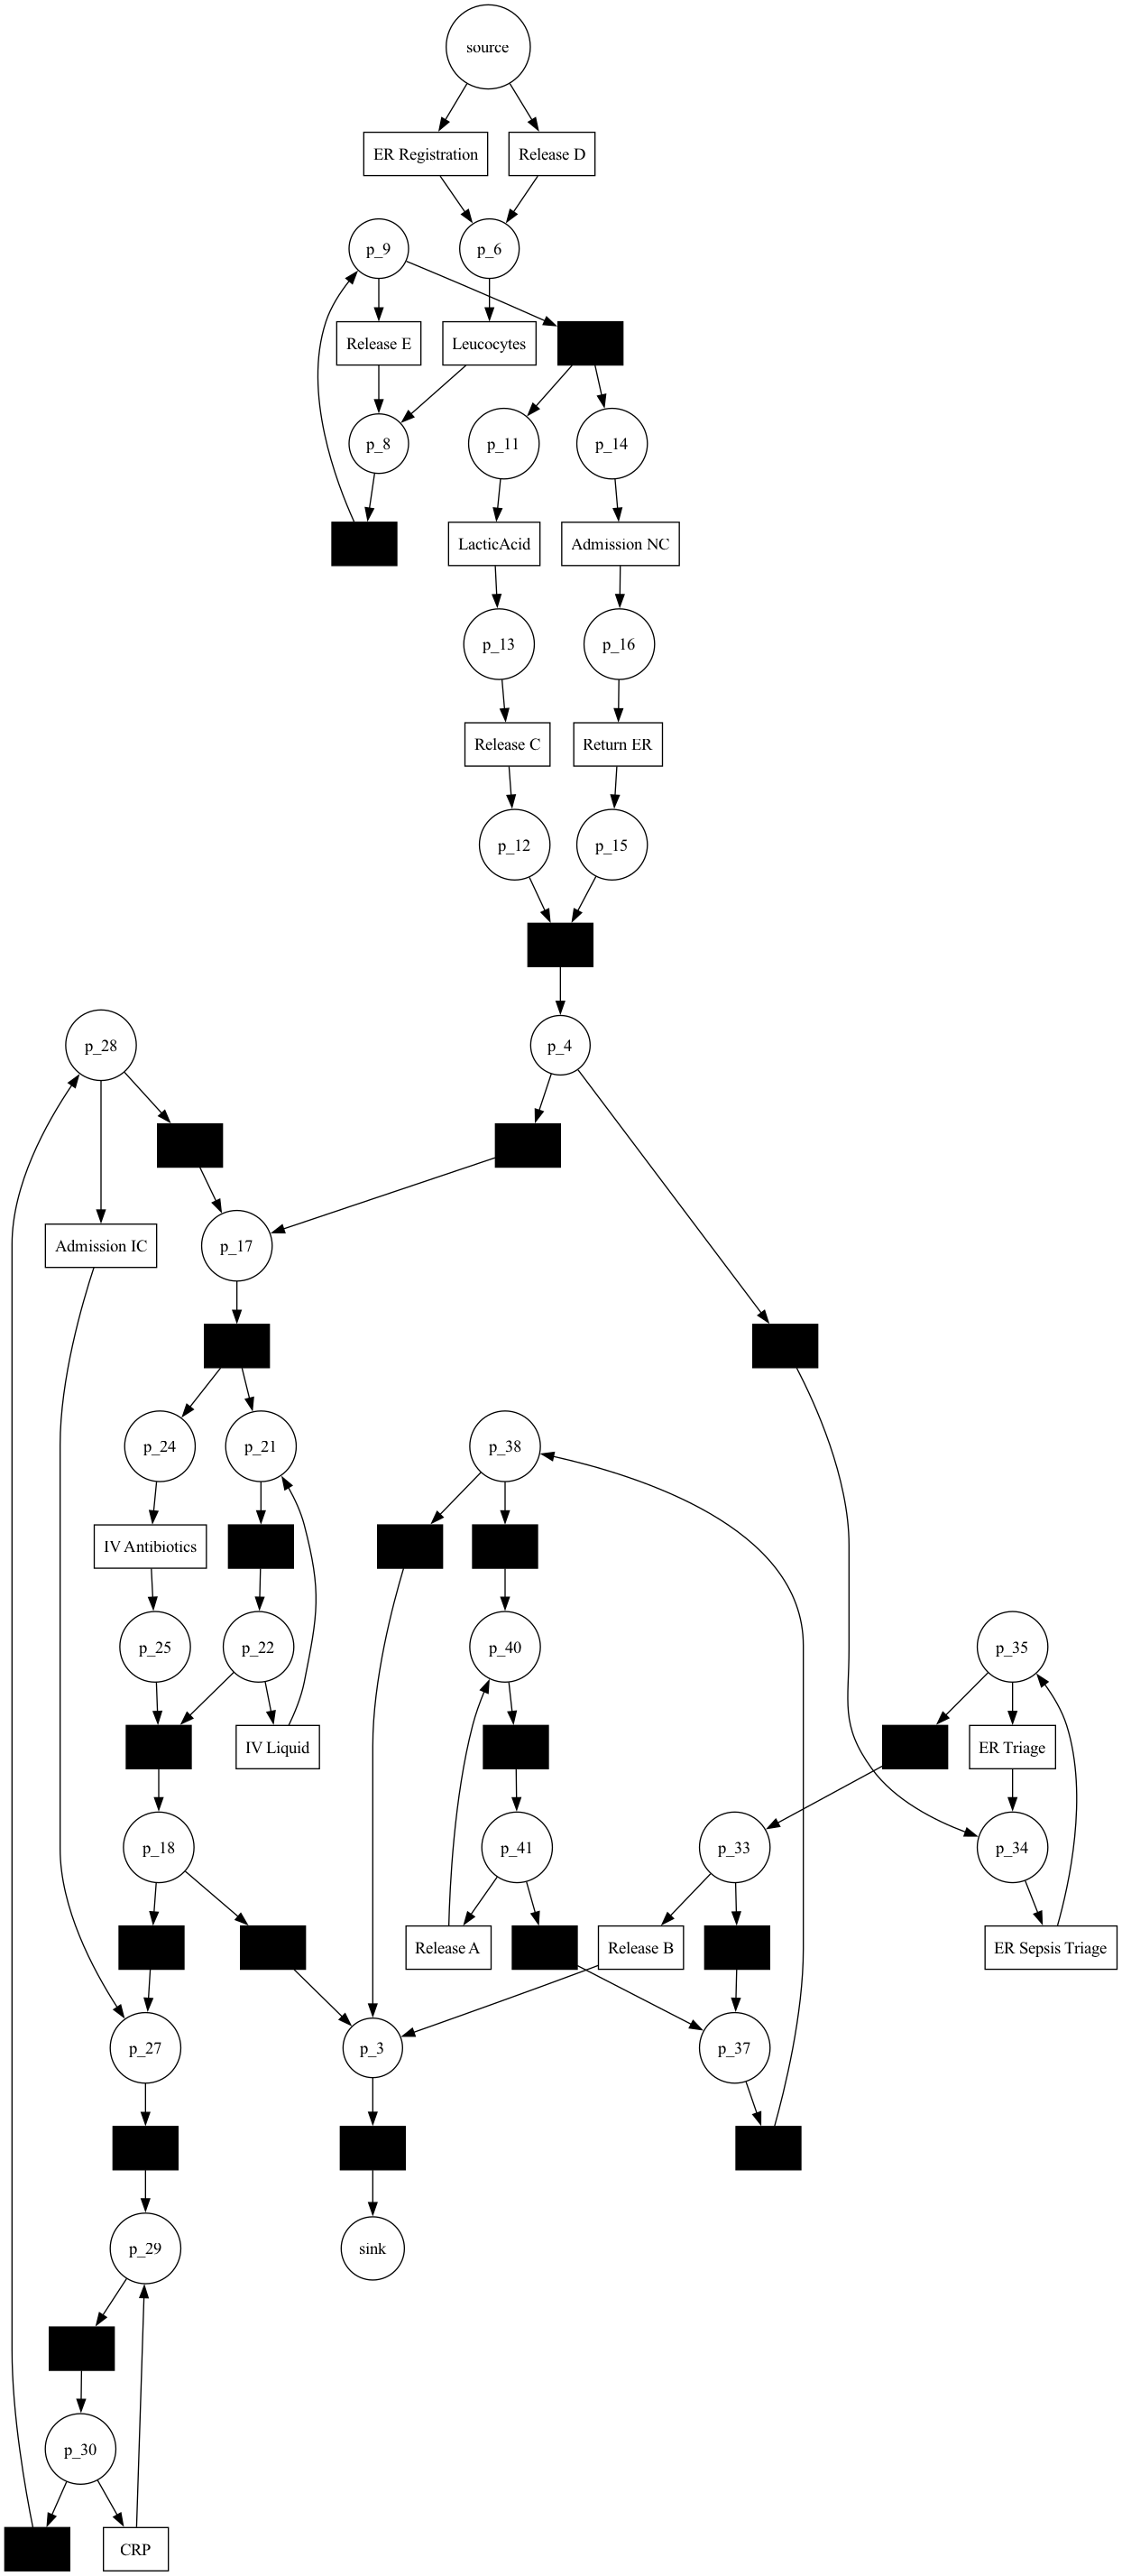 source
ER Registration
Release D
p_9
p_6
Release E
Leucocytes
p_8
p_11
p_14
LacticAcid
Admission NC
p_13
p_16
Release C
Return ER
p_12
p_15
p_28
p_4
Admission IC
p_17
p_24
p_21
p_38
IV Antibiotics
p_25
p_22
p_40
p_35
IV Liquid
ER Triage
p_18
p_41
p_33
p_34
Release A
Release B
ER Sepsis Triage
p_27
p_3
p_37
p_29
sink
p_30
CRP